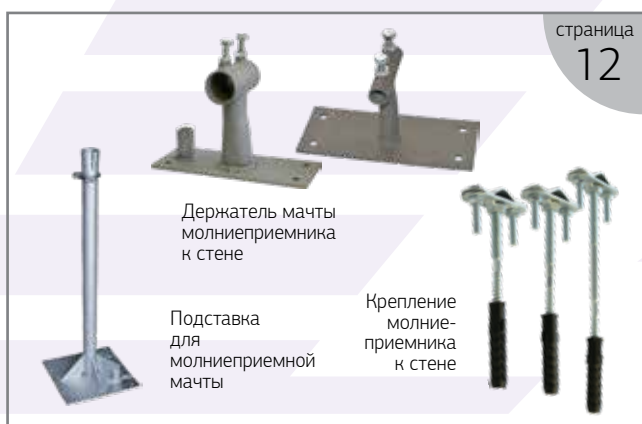 страница
12
Держатель мачты
молниеприемника
к стене
Подставка
для
молниеприемной
мачты
Крепление
молние-
приемника
к стене